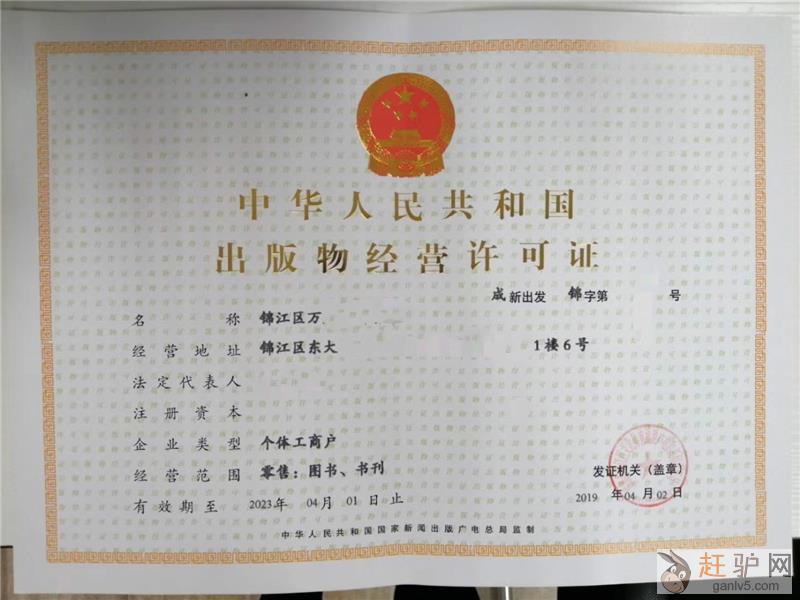 中华人民共和国
出版物经营许可证
成新出发 锦字第 号
名称 锦江区万
经营地址 锦江区东大 1楼6号
法定代表人
注册资本
企业类型 个体工商户
经营范围 零售：图书、书刊
有效期至 2023年 04月 01日止
发证机关（盖章）
2019 年04月02日
中华人民共和国国家新闻出版广电总局监制
赶驴网
ganlv5.com